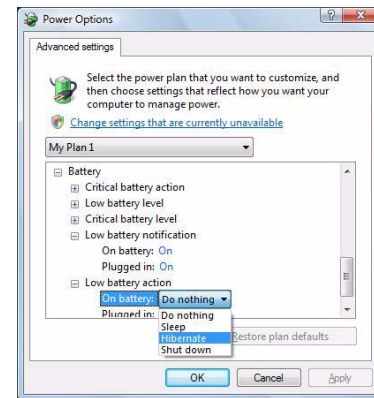 Power Options
Advanced settings
Select the power plan that you want to customize, and
then choose settings that reflect how you want your
computer to manage power.
Change settings that are currently unavailable
My Plan 1
Battery
Critical battery action
Low battery level
Critical battery level
Low battery notification
On battery: On
Plugged in: On
Low battery action
On battery: Do nothing
Plugged in:
Do nothing
Sleep
Hibernate
Shut down
Restore plan defaults
OK Cancel Apply